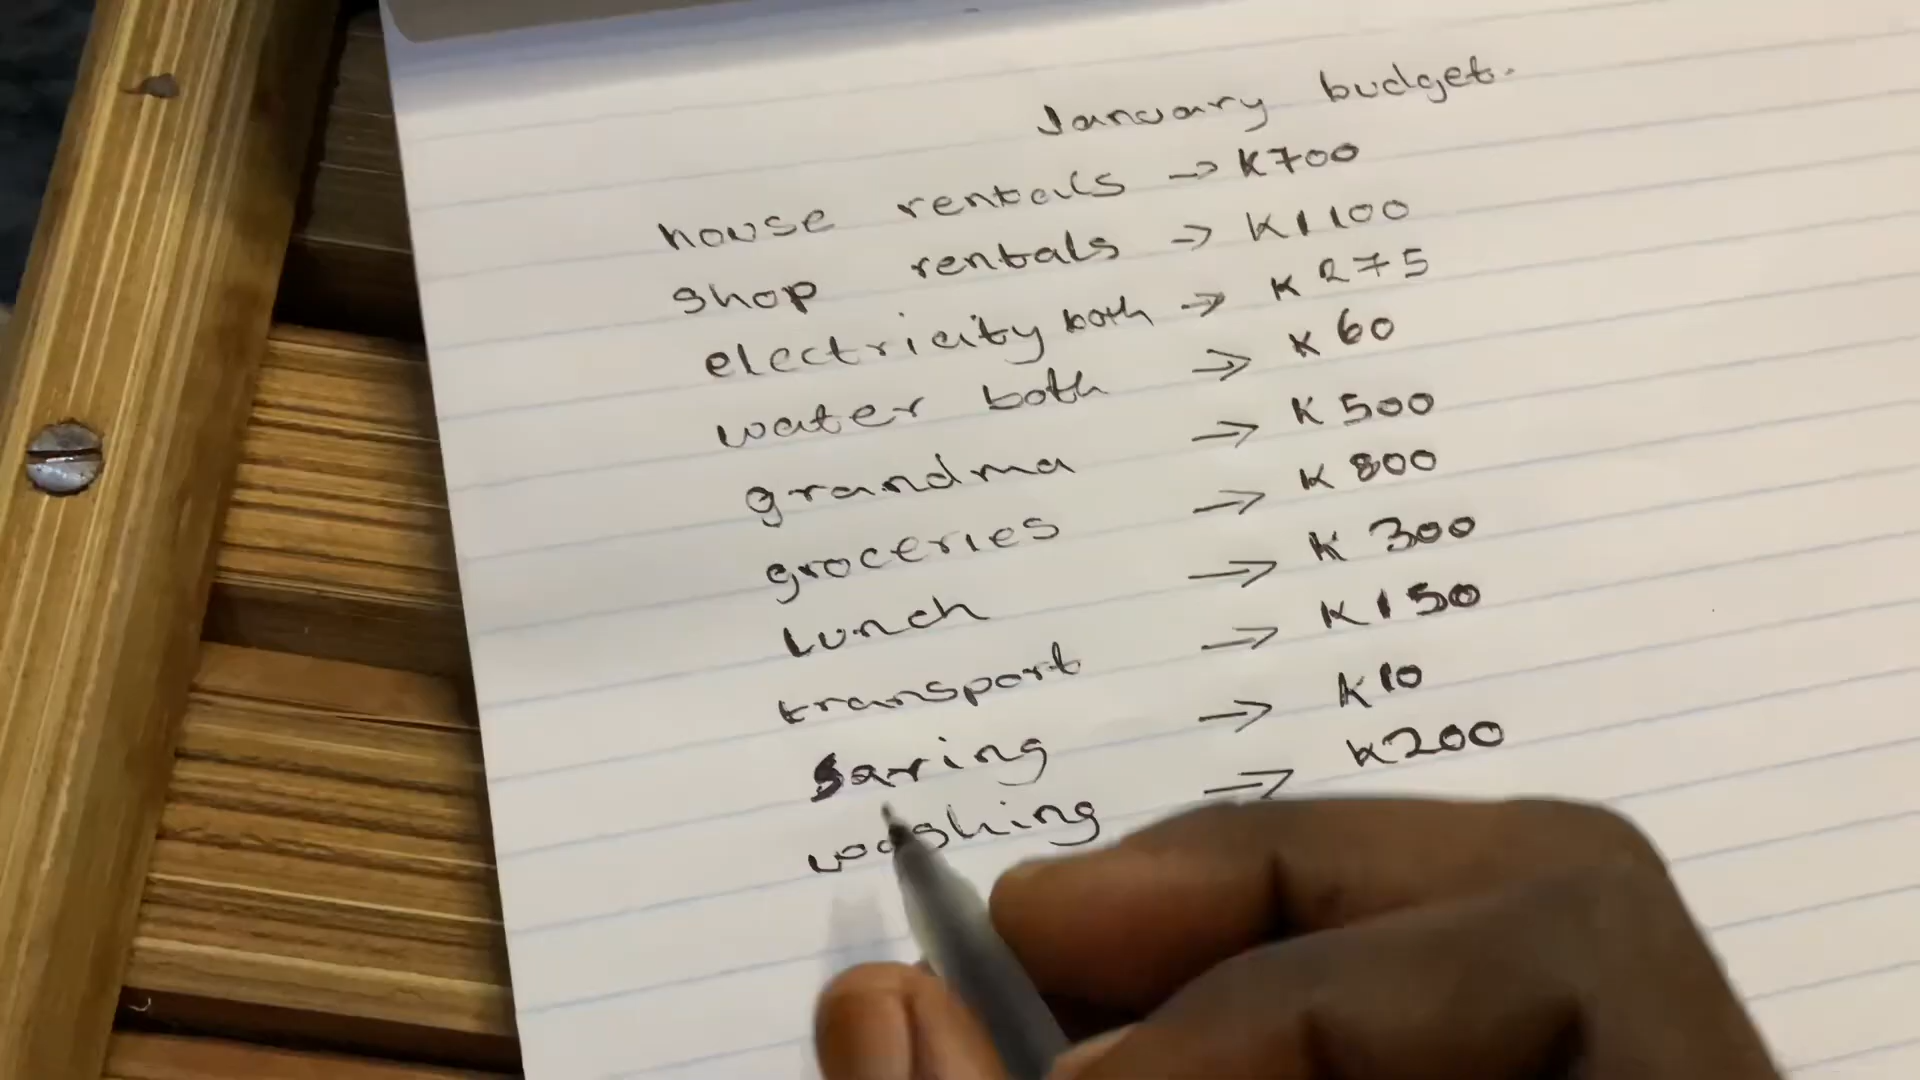 January budget.
house rentals → K700
shop rentals → K1100
electricity both → K275
water both → K60
grandma → K500
groceries → K800
lunch → K300
transport → K150
saving → K10
washing → K200